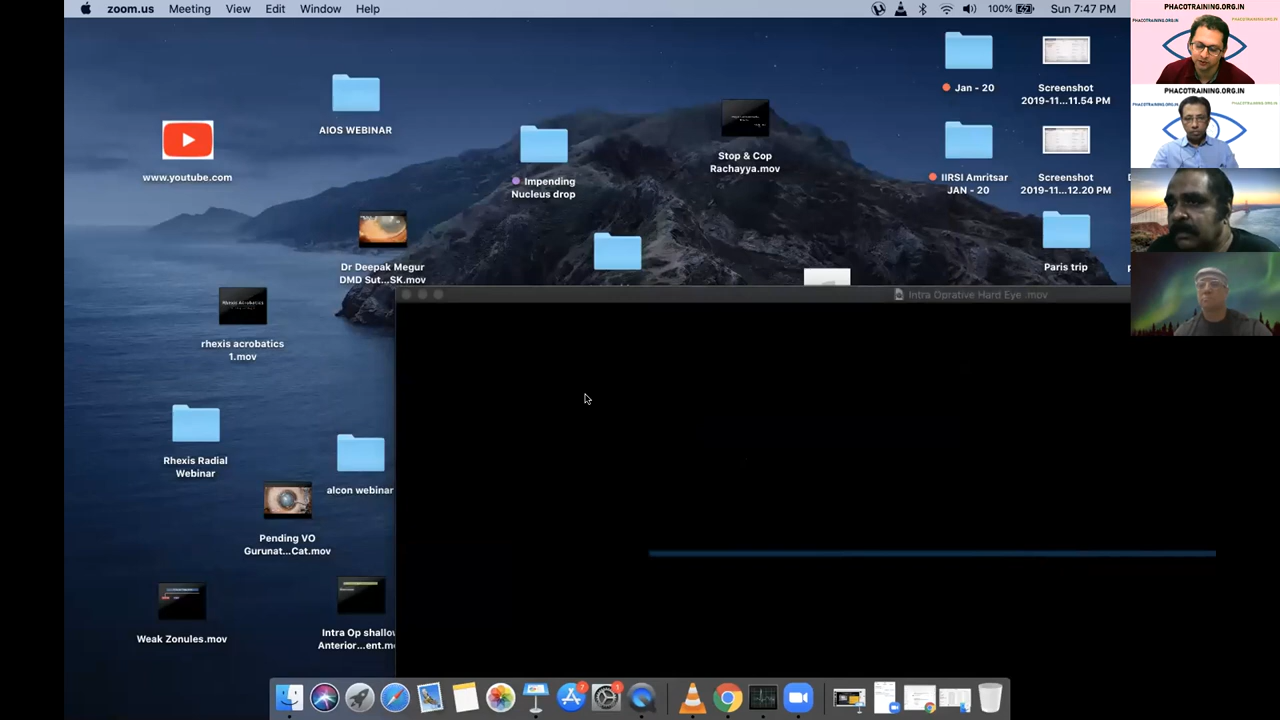 zoom.us Meeting View Edit Window Help
100% Sun 7:47 PM
PHACOTRAINING.ORG.IN
PHACOTRAINING.ORG.IN
AIOS WEBINAR
www.youtube.com
Impending
Nucleus drop
Stop & Cop
Rachayya.mov
Jan - 20
Screenshot
2019-11...11.54 PM
IIRSI Amritsar
JAN - 20
Screenshot
2019-11...12.20 PM
Paris trip
Dr Deepak Megur
DMD Sut...SK.mov
Intra Oprative Hard Eye .mov
rhexis acrobatics
1.mov
Rhexis Radial
Webinar
alcon webinar
Pending VO
Gurunat...Cat.mov
Weak Zonules.mov
Intra Op shallow
Anterior...ent.mo